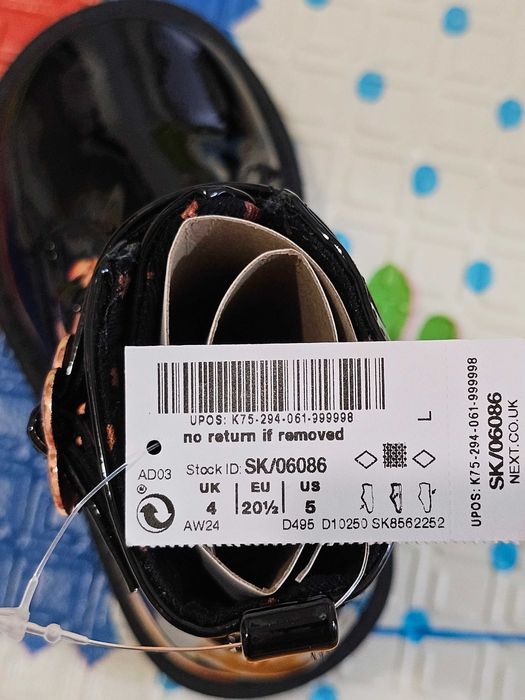 UPOS: K75-294-061-999998
no return if removed
L
AD03
Stock ID: SK/06086
UK EU US
4 20½ 5
AW24
D495 D10250 SK8562252
UPOS: K75-294-061-999998
SK/06086
NEXT.CO.UK